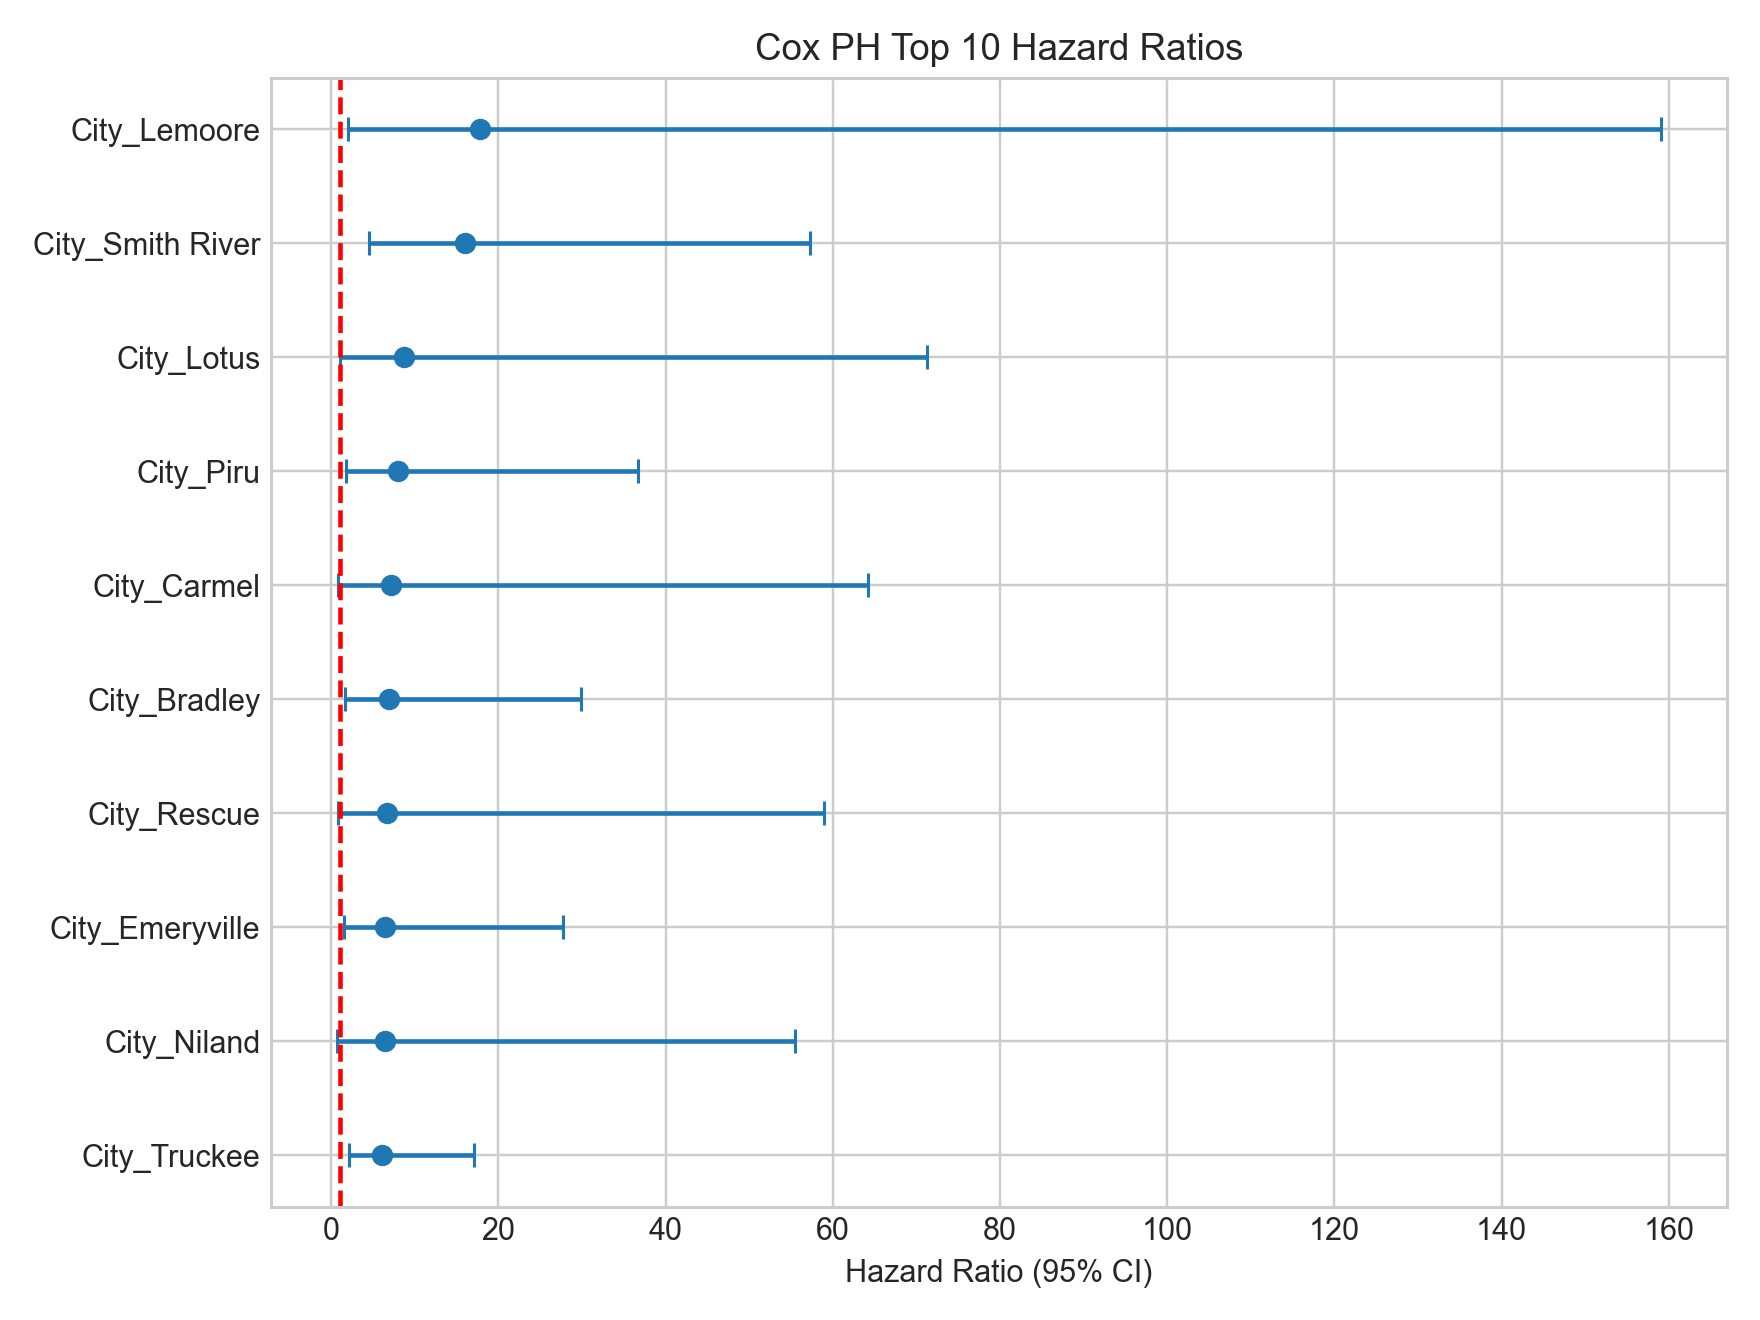 Cox PH Top 10 Hazard Ratios
City_Lemoore
City_Smith River
City_Lotus
City_Piru
City_Carmel
City_Bradley
City_Rescue
City_Emeryville
City_Niland
City_Truckee
0 20 40 60 80 100 120 140 160
Hazard Ratio (95% CI)